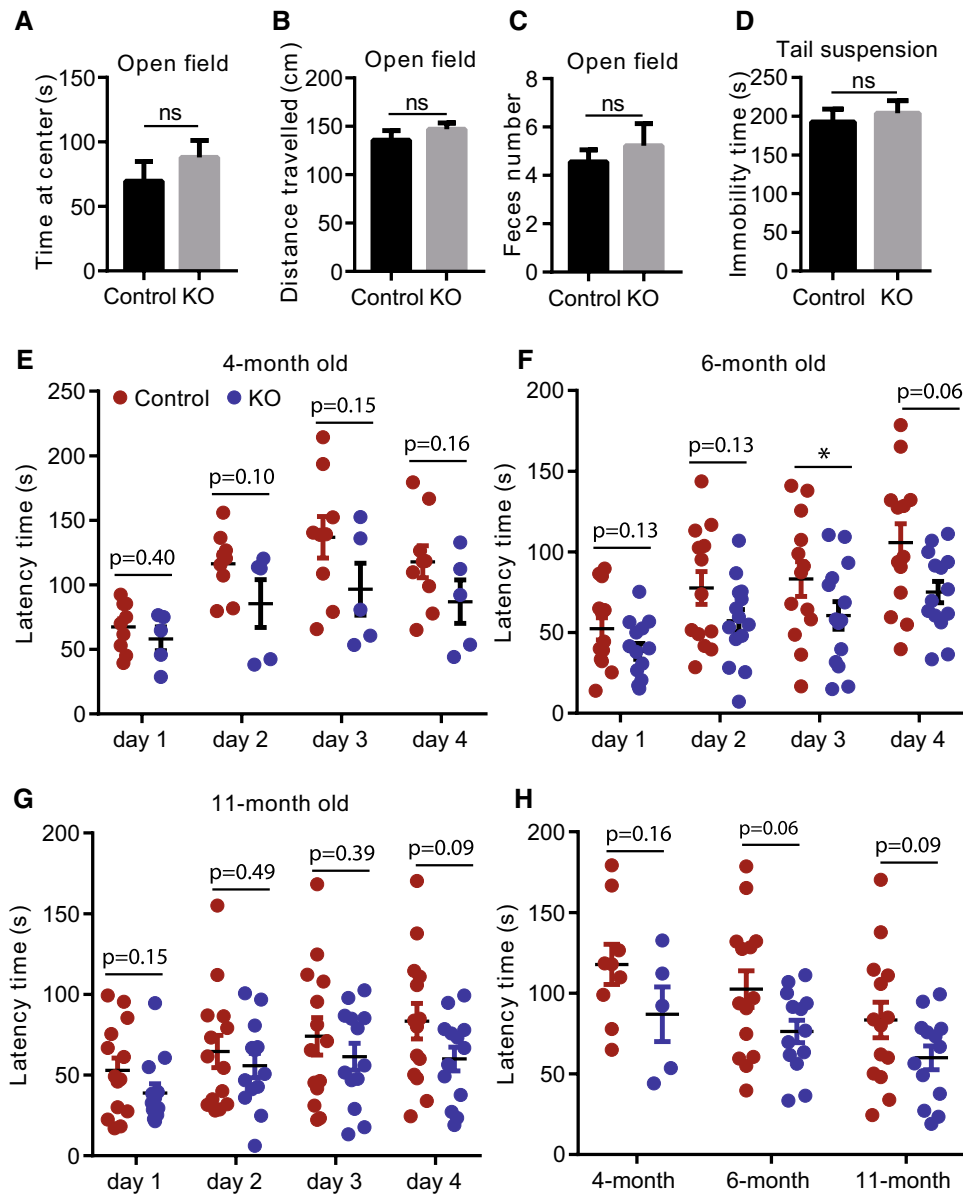 A
Open field
Time at center (s)
150
100
50
0
ns
Control KO
B
Open field
Distance travelled (cm)
200
150
100
50
0
ns
Control KO
C
Open field
Feces number
8
6
4
2
0
ns
Control KO
D
Tail suspension
Immobility time (s)
250
200
150
100
50
0
ns
Control KO
E
4-month old
Control KO
Latency time (s)
250
200
150
100
50
0
p=0.40
p=0.10
p=0.15
p=0.16
day 1 day 2 day 3 day 4
F
6-month old
Latency time (s)
200
150
100
50
0
p=0.13
p=0.13
*
p=0.06
day 1 day 2 day 3 day 4
G
11-month old
Latency time (s)
200
150
100
50
0
p=0.15
p=0.49
p=0.39
p=0.09
day 1 day 2 day 3 day 4
H
Latency time (s)
200
150
100
50
0
p=0.16
p=0.06
p=0.09
4-month 6-month 11-month